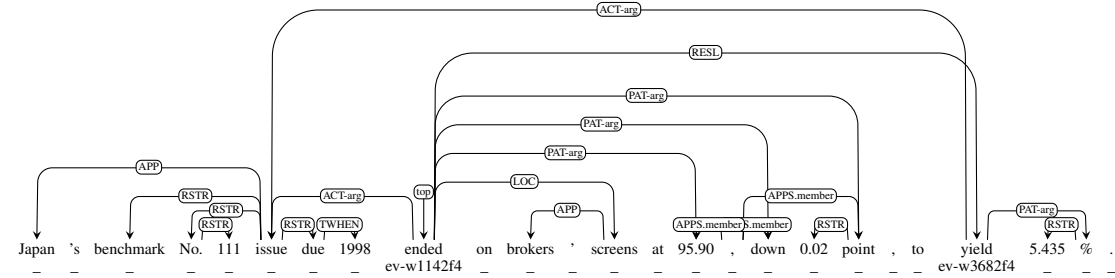 ACT-arg
RESL
PAT-arg
PAT-arg
PAT-arg
APP
top
LOC
RSTR
ACT-arg
APPS.member
RSTR
APP
PAT-arg
RSTR
RSTR
TWHEN
APPS.member
S.member
RSTR
RSTR
Japan 's benchmark No. 111 issue due 1998 ended on brokers ' screens at 95.90 , down 0.02 point , to yield 5.435 % .
_ _ _ _ _ _ _ _ ev-w1142f4 _ _ _ _ _ _ _ _ _ _ _ _ ev-w3682f4 _ _ _